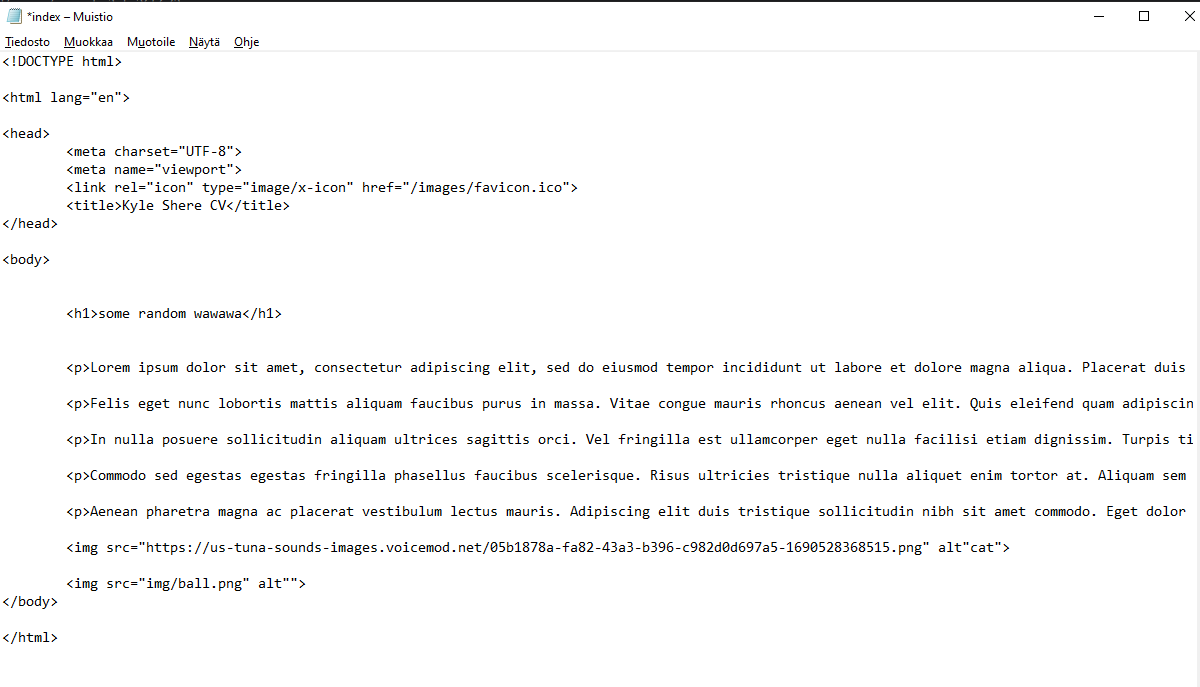 *index – Muistio
Tiedosto Muokkaa Muotoile Näytä Ohje
<!DOCTYPE html>
<html lang="en">
<head>
<meta charset="UTF-8">
<meta name="viewport">
<link rel="icon" type="image/x-icon" href="/images/favicon.ico">
<title>Kyle Shere CV</title>
</head>
<body>
<h1>some random wawawa</h1>
<p>Lorem ipsum dolor sit amet, consectetur adipiscing elit, sed do eiusmod tempor incididunt ut labore et dolore magna aliqua. Placerat duis
<p>Felis eget nunc lobortis mattis aliquam faucibus purus in massa. Vitae congue mauris rhoncus aenean vel elit. Quis eleifend quam adipiscin
<p>In nulla posuere sollicitudin aliquam ultrices sagittis orci. Vel fringilla est ullamcorper eget nulla facilisi etiam dignissim. Turpis ti
<p>Commodo sed egestas egestas fringilla phasellus faucibus scelerisque. Risus ultricies tristique nulla aliquet enim tortor at. Aliquam sem
<p>Aenean pharetra magna ac placerat vestibulum lectus mauris. Adipiscing elit duis tristique sollicitudin nibh sit amet commodo. Eget dolor
<img src="https://us-tuna-sounds-images.voicemod.net/05b1878a-fa82-43a3-b396-c982d0d697a5-1690528368515.png" alt"cat">
<img src="img/ball.png" alt"">
</body>
</html>